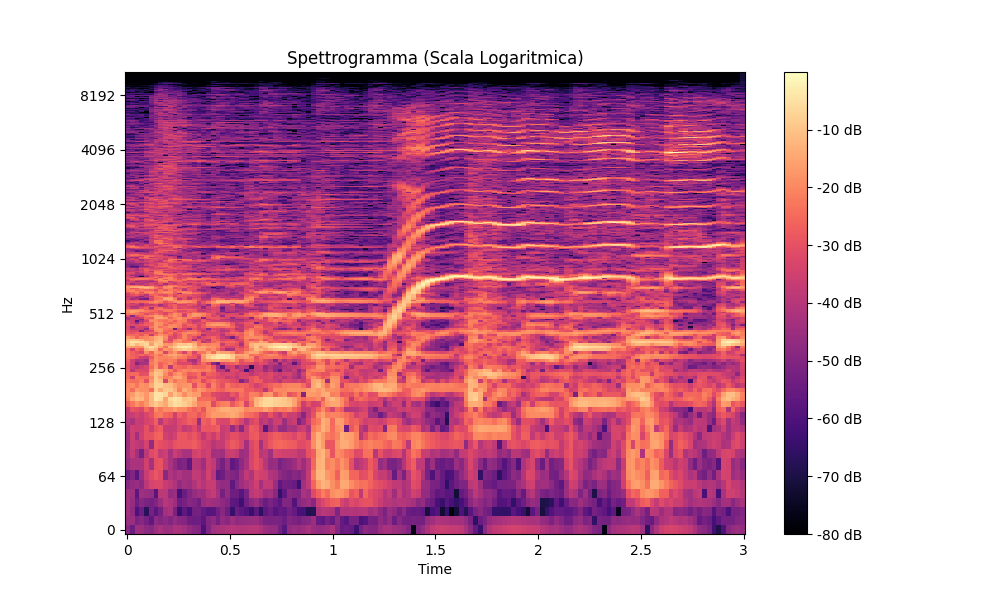 Spettrogramma (Scala Logaritmica)
8192
4096
2048
1024
512
256
128
64
0
Hz
0
0.5
1
1.5
2
2.5
3
Time
-10 dB
-20 dB
-30 dB
-40 dB
-50 dB
-60 dB
-70 dB
-80 dB